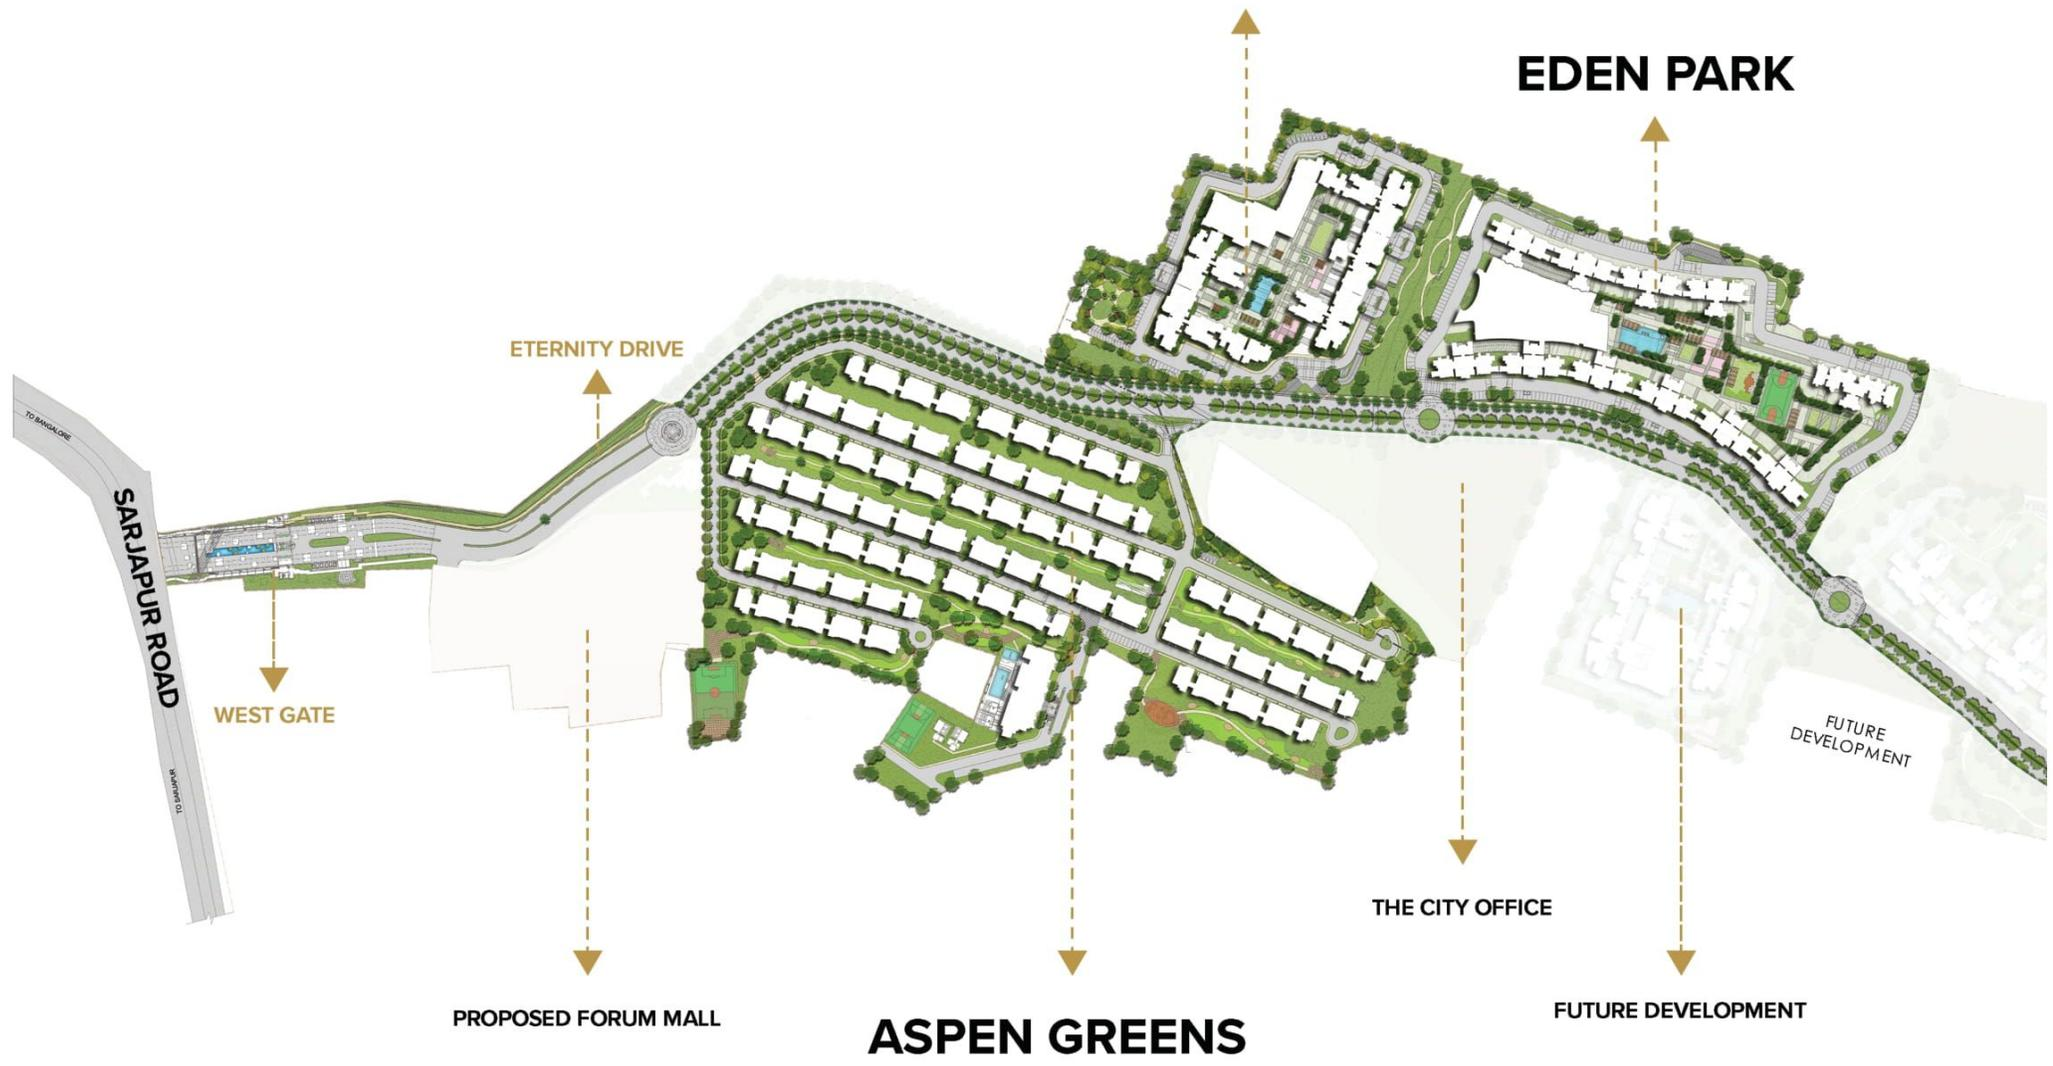 EDEN PARK
ETERNITY DRIVE
TO BANGALORE
SARJAPUR ROAD
WEST GATE
TO SARJAPUR
FUTURE
DEVELOPMENT
THE CITY OFFICE
PROPOSED FORUM MALL
ASPEN GREENS
FUTURE DEVELOPMENT